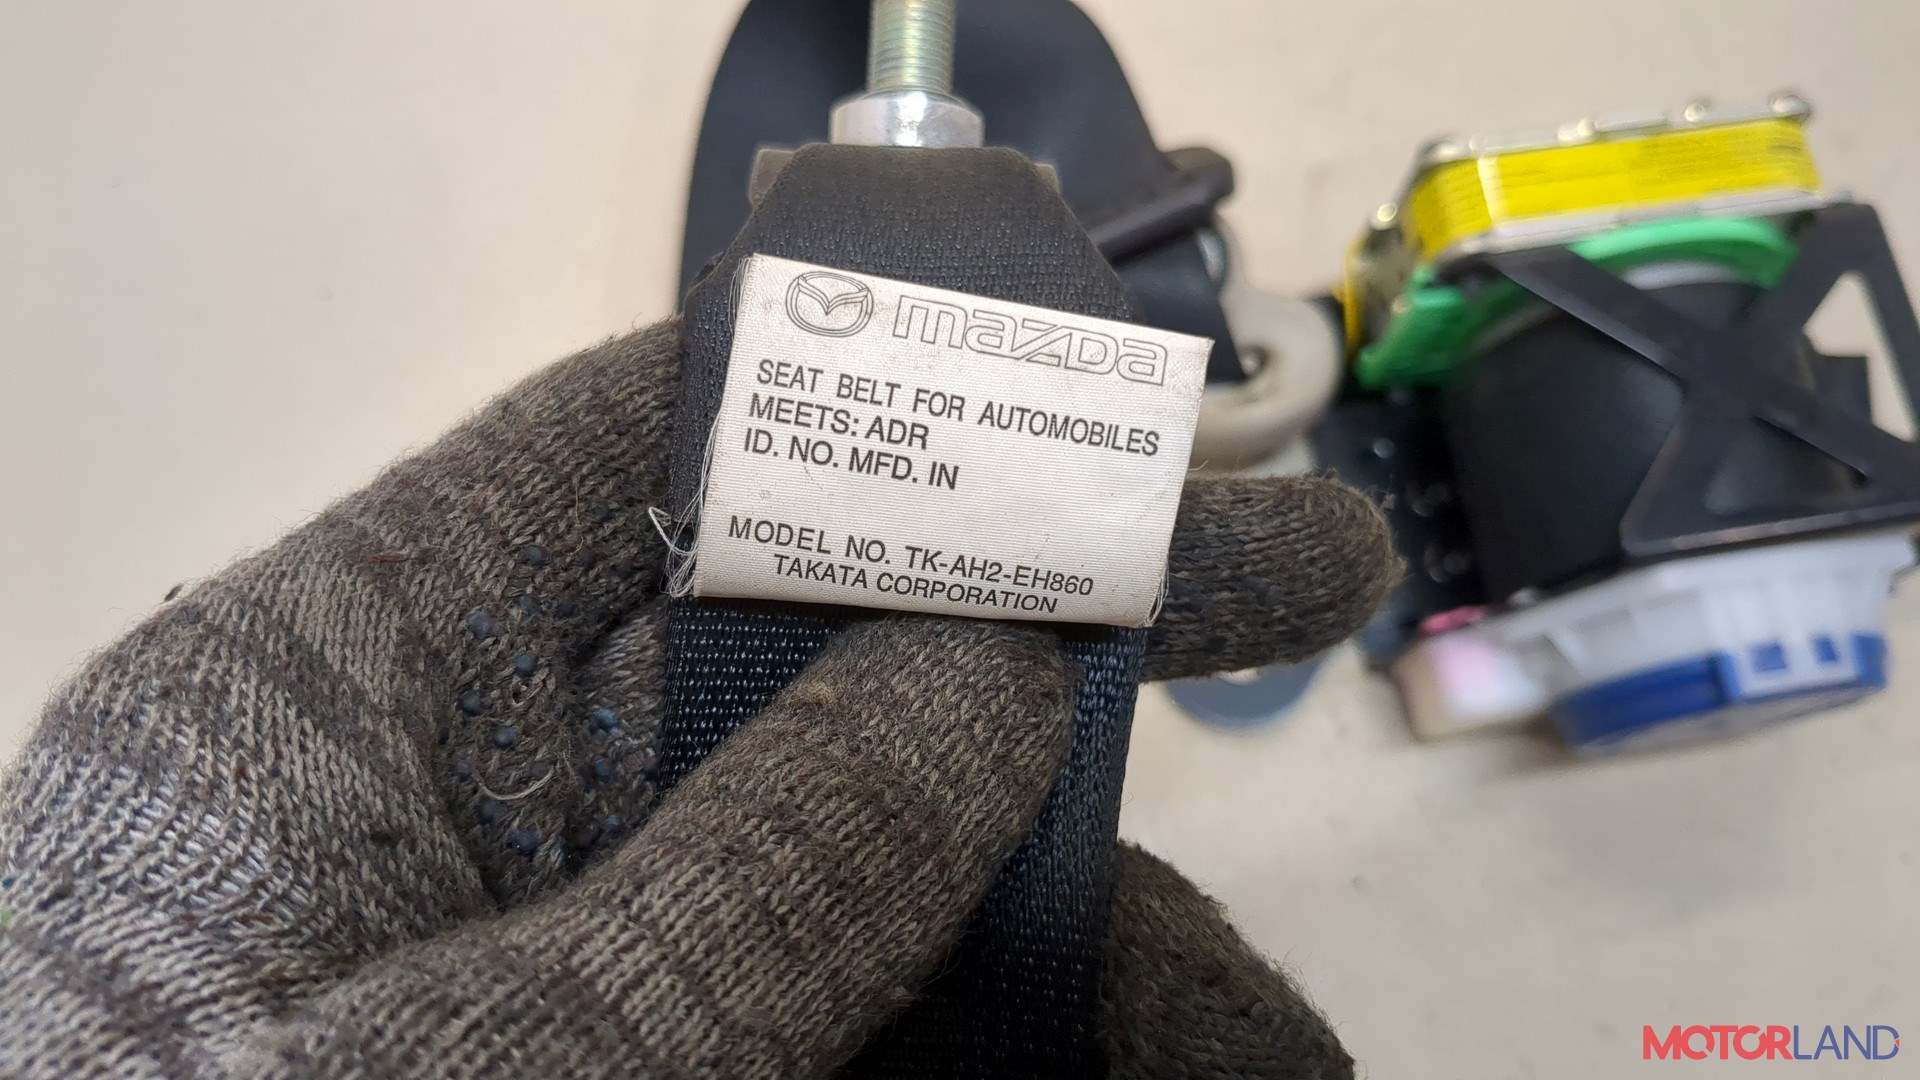 mazda
SEAT BELT FOR AUTOMOBILES
MEETS: ADR
ID. NO. MFD. IN
MODEL NO. TK-AH2-EH860
TAKATA CORPORATION
MOTORLAND